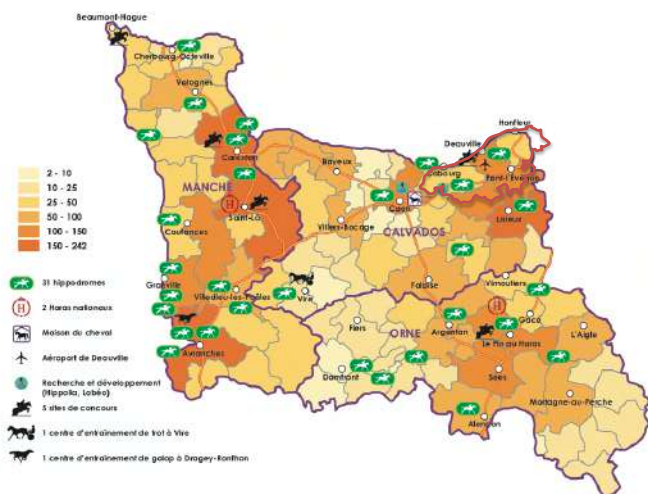 Beaumont-Hague
Cherbourg-Octeville
Valognes
Carentan
MANCHE
Saint-Lô
Coutances
Granville
Villedieu-les-Poêles
Avranches
Bayeux
Villers-Bocage
Caen
CALVADOS
Falaise
Vire
Honfleur
Deauville
Cabourg
Pont-l'Evêque
Lisieux
Vimoutiers
ORNE
Flers
Domfront
Argentan
Gacé
Le Pin au Haras
L'Aigle
Sées
Mortagne-au-Perche
Alençon
2 - 10
10 - 25
25 - 50
50 - 100
100 - 150
150 - 242
31 hippodromes
H
2 Haras nationaux
Maison du cheval
Aéroport de Deauville
Recherche et développement
(Hippolia, Labéo)
5 sites de concours
1 centre d'entraînement de trot à Vire
1 centre d'entraînement de galop à Dragey-Ronthon